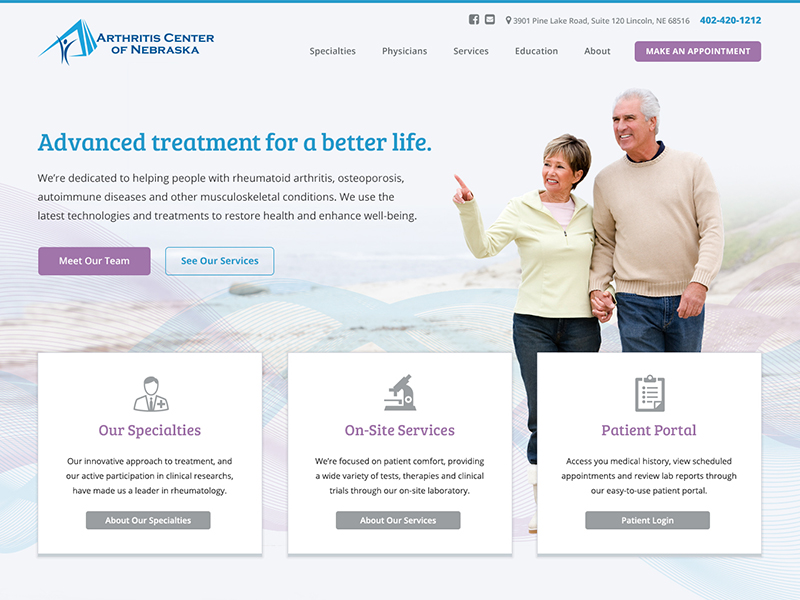 3901 Pine Lake Road, Suite 120 Lincoln, NE 68516 402-420-1212
ARTHRITIS CENTER
OF NEBRASKA
Specialties Physicians Services Education About MAKE AN APPOINTMENT
Advanced treatment for a better life.
We're dedicated to helping people with rheumatoid arthritis, osteoporosis,
autoimmune diseases and other musculoskeletal conditions. We use the
latest technologies and treatments to restore health and enhance well-being.
Meet Our Team See Our Services
Our Specialties
Our innovative approach to treatment, and
our active participation in clinical researchs,
have made us a leader in rheumatology.
About Our Specialties
On-Site Services
We're focused on patient comfort, providing
a wide variety of tests, therapies and clinical
trials through our on-site laboratory.
About Our Services
Patient Portal
Access you medical history, view scheduled
appointments and review lab reports through
our easy-to-use patient portal.
Patient Login